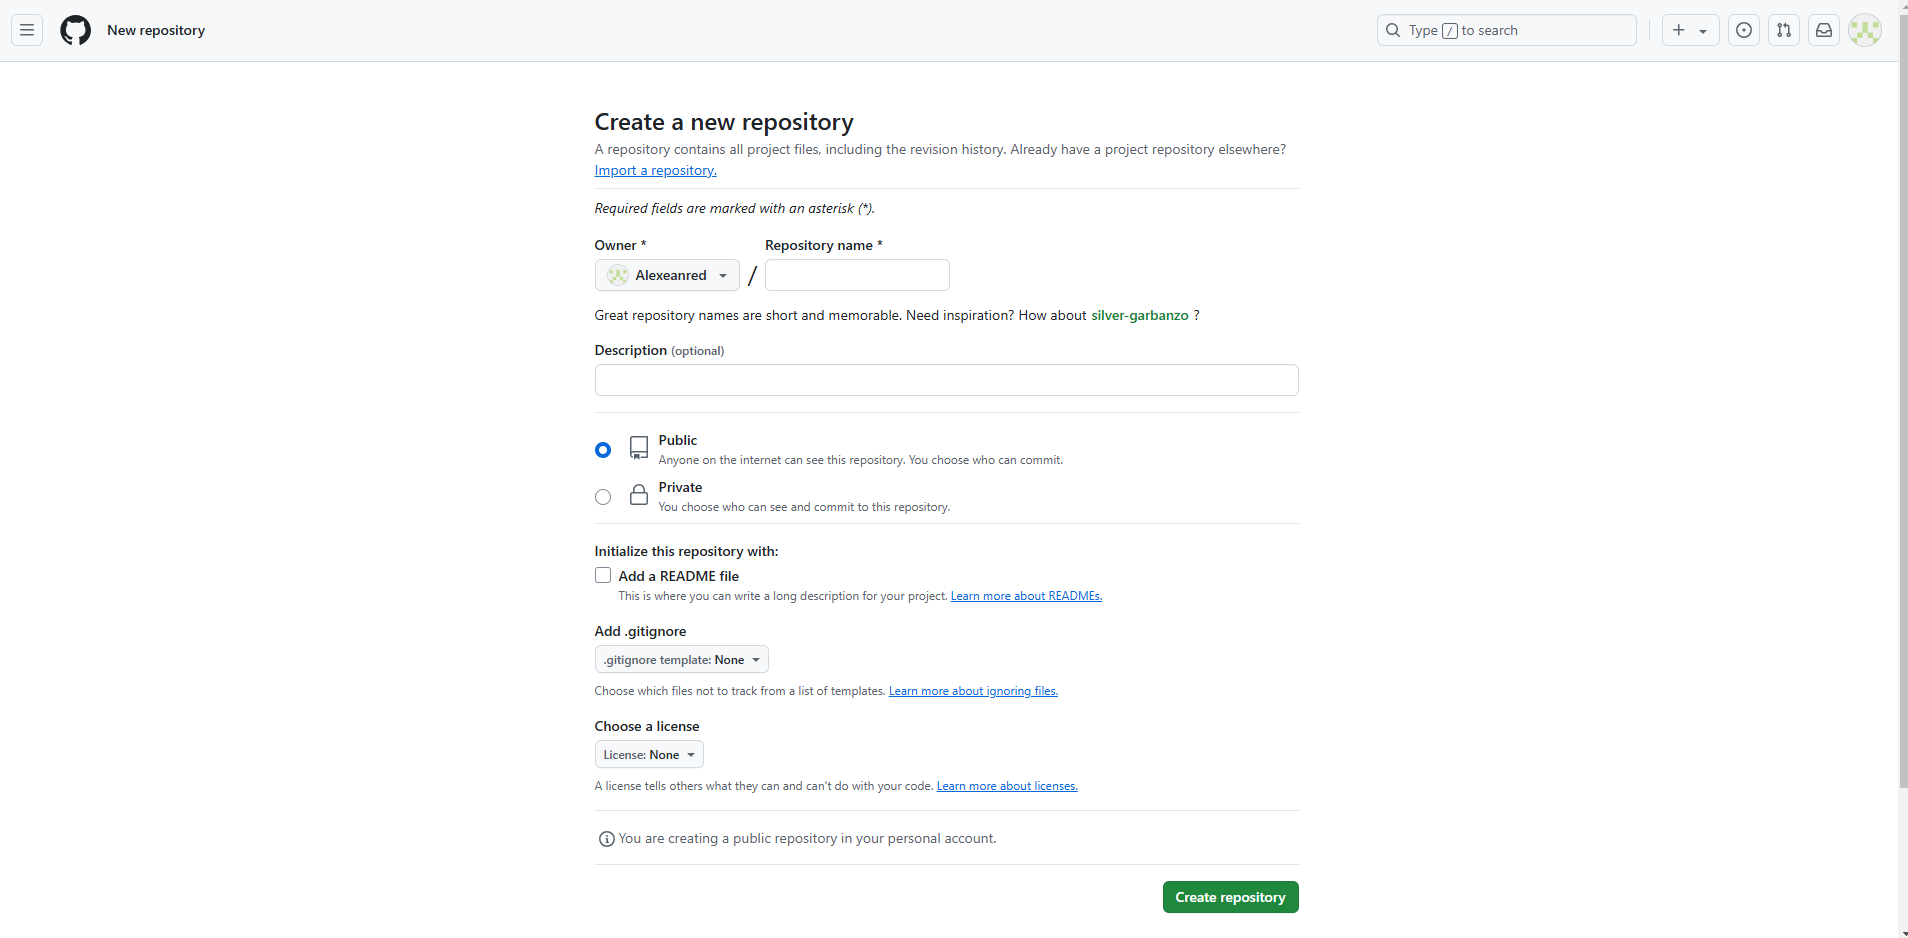 New repository
Type / to search
Create a new repository
A repository contains all project files, including the revision history. Already have a project repository elsewhere?
Import a repository.
Required fields are marked with an asterisk (*).
Owner * Repository name *
Alexeanred /
Great repository names are short and memorable. Need inspiration? How about silver-garbanzo ?
Description (optional)
Public
Anyone on the internet can see this repository. You choose who can commit.
Private
You choose who can see and commit to this repository.
Initialize this repository with:
Add a README file
This is where you can write a long description for your project. Learn more about READMEs.
Add .gitignore
.gitignore template: None
Choose which files not to track from a list of templates. Learn more about ignoring files.
Choose a license
License: None
A license tells others what they can and can't do with your code. Learn more about licenses.
You are creating a public repository in your personal account.
Create repository